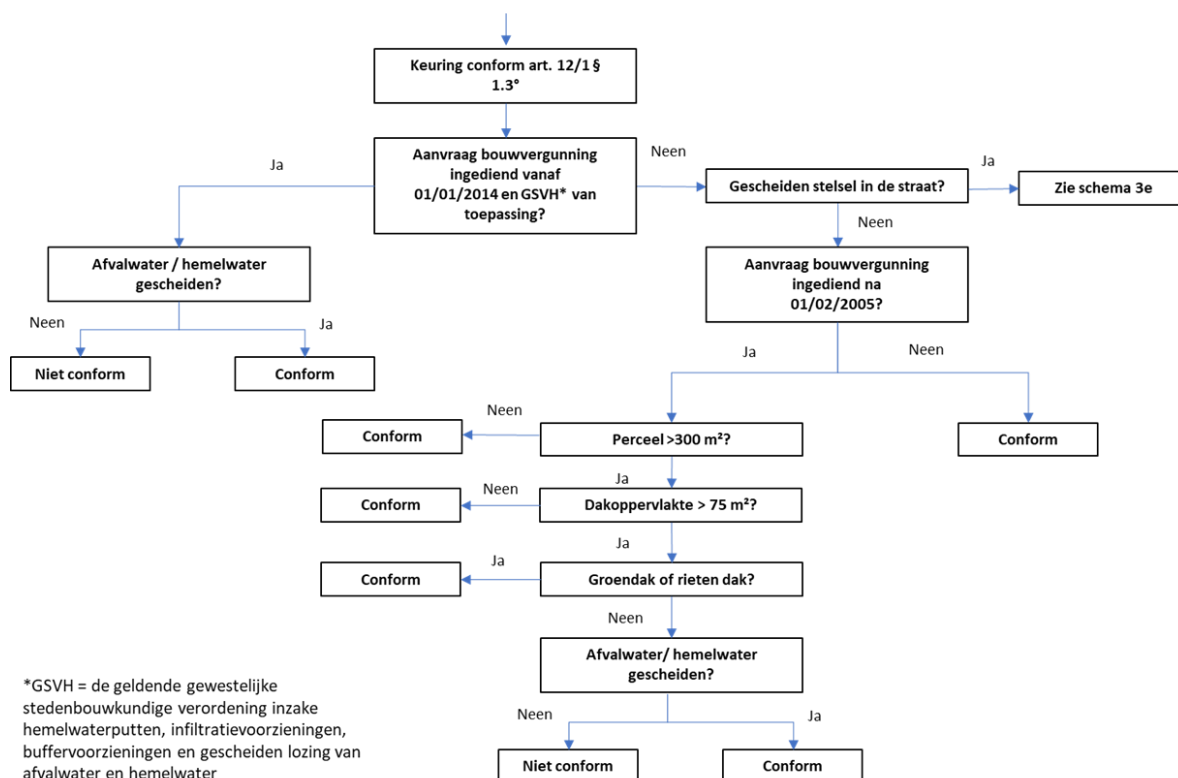 Keuring conform art. 12/1 §
1.3°
Ja
Aanvraag bouwvergunning
ingediend vanaf
01/01/2014 en GSVH* van
toepassing?
Neen
Gescheiden stelsel in de straat?
Ja
Zie schema 3e
Neen
Afvalwater / hemelwater
gescheiden?
Aanvraag bouwvergunning
ingediend na
01/02/2005?
Neen
Ja
Niet conform
Conform
Ja
Neen
Neen
Conform
Perceel >300 m²?
Conform
Ja
Neen
Conform
Dakoppervlakte > 75 m²?
Ja
Ja
Conform
Groendak of rieten dak?
Neen
Afvalwater/ hemelwater
gescheiden?
Neen
Ja
Niet conform
Conform
*GSVH = de geldende gewestelijke
stedenbouwkundige verordening inzake
hemelwaterputten, infiltratievoorzieningen,
buffervoorzieningen en gescheiden lozing van
afvalwater en hemelwater